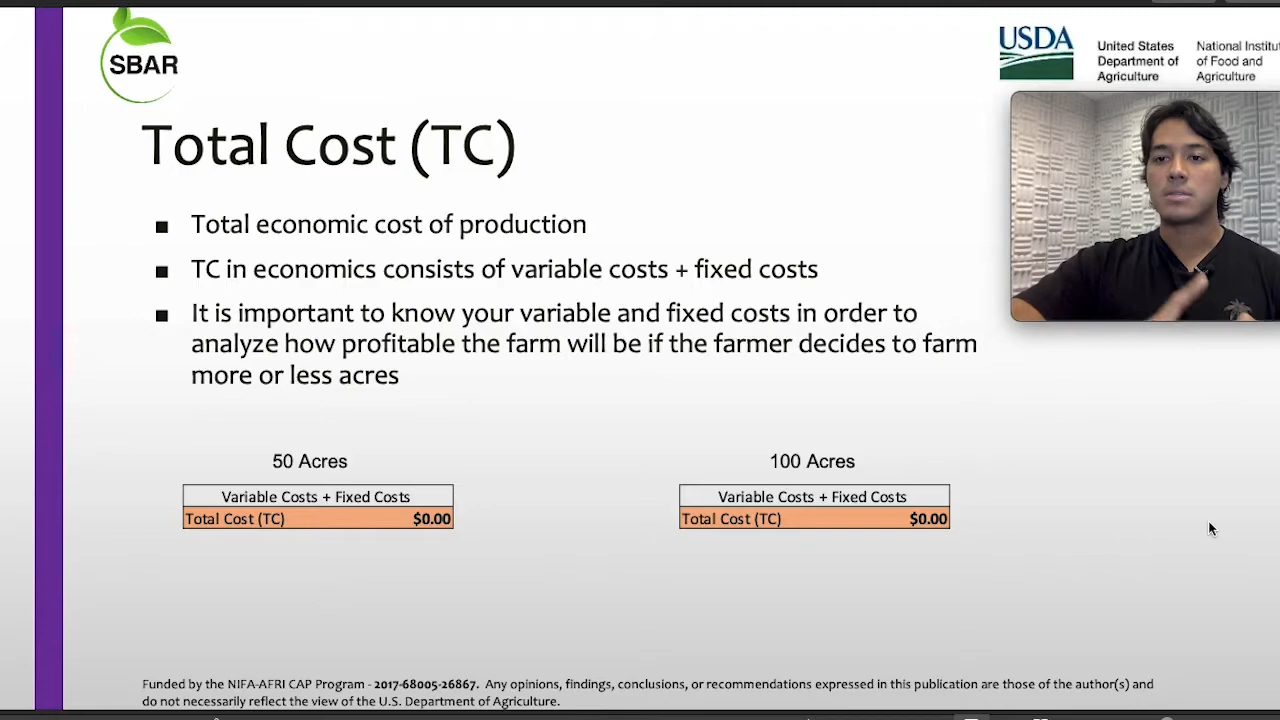 SBAR
USDA
United States
Department of
Agriculture
National Institu
of Food and
Agriculture
Total Cost (TC)
■ Total economic cost of production
■ TC in economics consists of variable costs + fixed costs
■ It is important to know your variable and fixed costs in order to
analyze how profitable the farm will be if the farmer decides to farm
more or less acres
50 Acres
Variable Costs + Fixed Costs
Total Cost (TC) $0.00
100 Acres
Variable Costs + Fixed Costs
Total Cost (TC) $0.00
Funded by the NIFA-AFRI CAP Program - 2017-68005-26867. Any opinions, findings, conclusions, or recommendations expressed in this publication are those of the author(s) and
do not necessarily reflect the view of the U.S. Department of Agriculture.